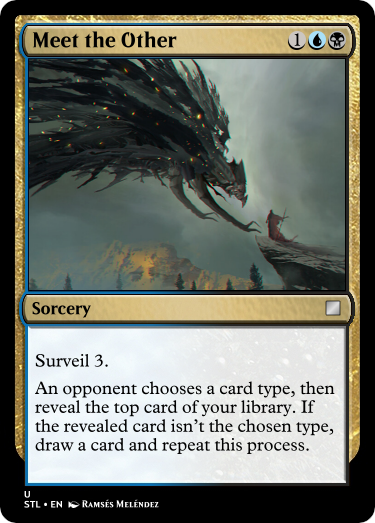 Meet the Other
1
Sorcery
Surveil 3.
An opponent chooses a card type, then
reveal the top card of your library. If
the revealed card isn't the chosen type,
draw a card and repeat this process.
U
STL • EN Ramsés Meléndez